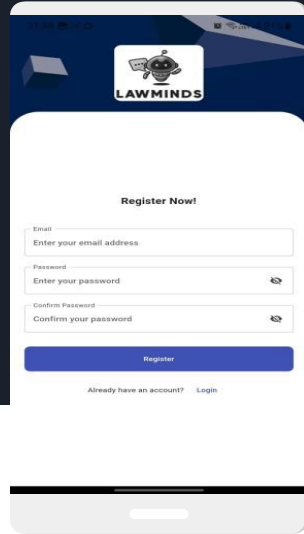 LAWMINDS
Register Now!
Email
Enter your email address
Password
Enter your password
Confirm Password
Confirm your password
Register
Already have an account? Login